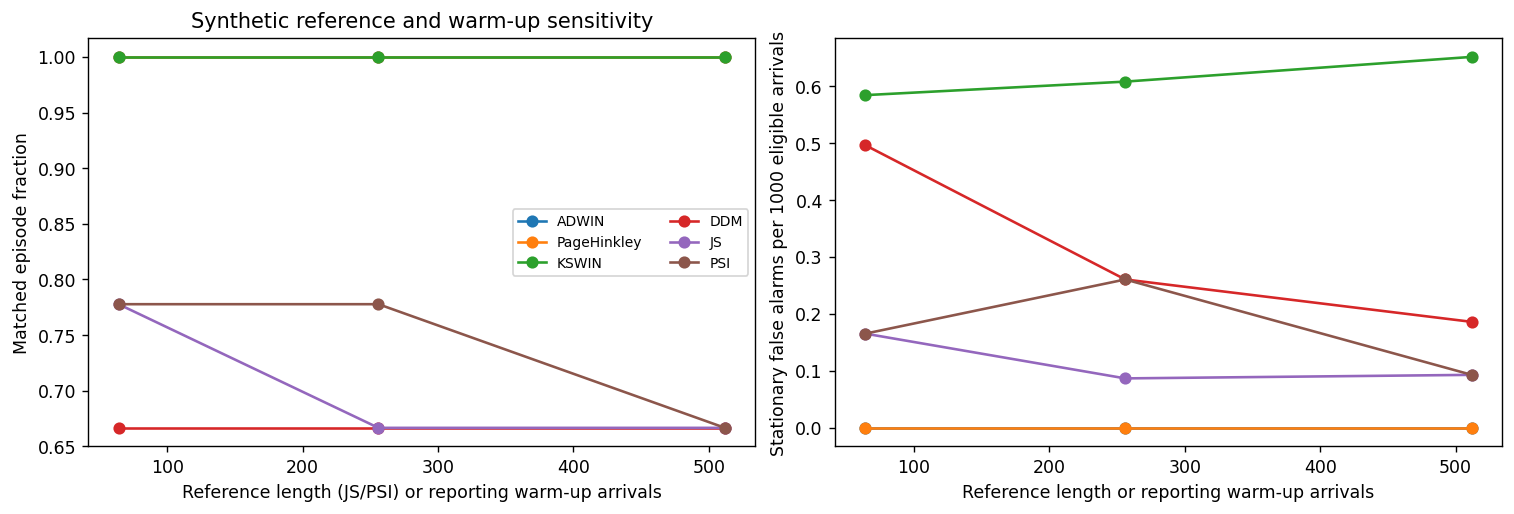 Synthetic reference and warm-up sensitivity
Matched episode fraction
1.00
0.95
0.90
0.85
0.80
0.75
0.70
0.65
100
200
300
400
500
Reference length (JS/PSI) or reporting warm-up arrivals
ADWIN
PageHinkley
KSWIN
DDM
JS
PSI
Stationary false alarms per 1000 eligible arrivals
0.6
0.5
0.4
0.3
0.2
0.1
0.0
100
200
300
400
500
Reference length or reporting warm-up arrivals